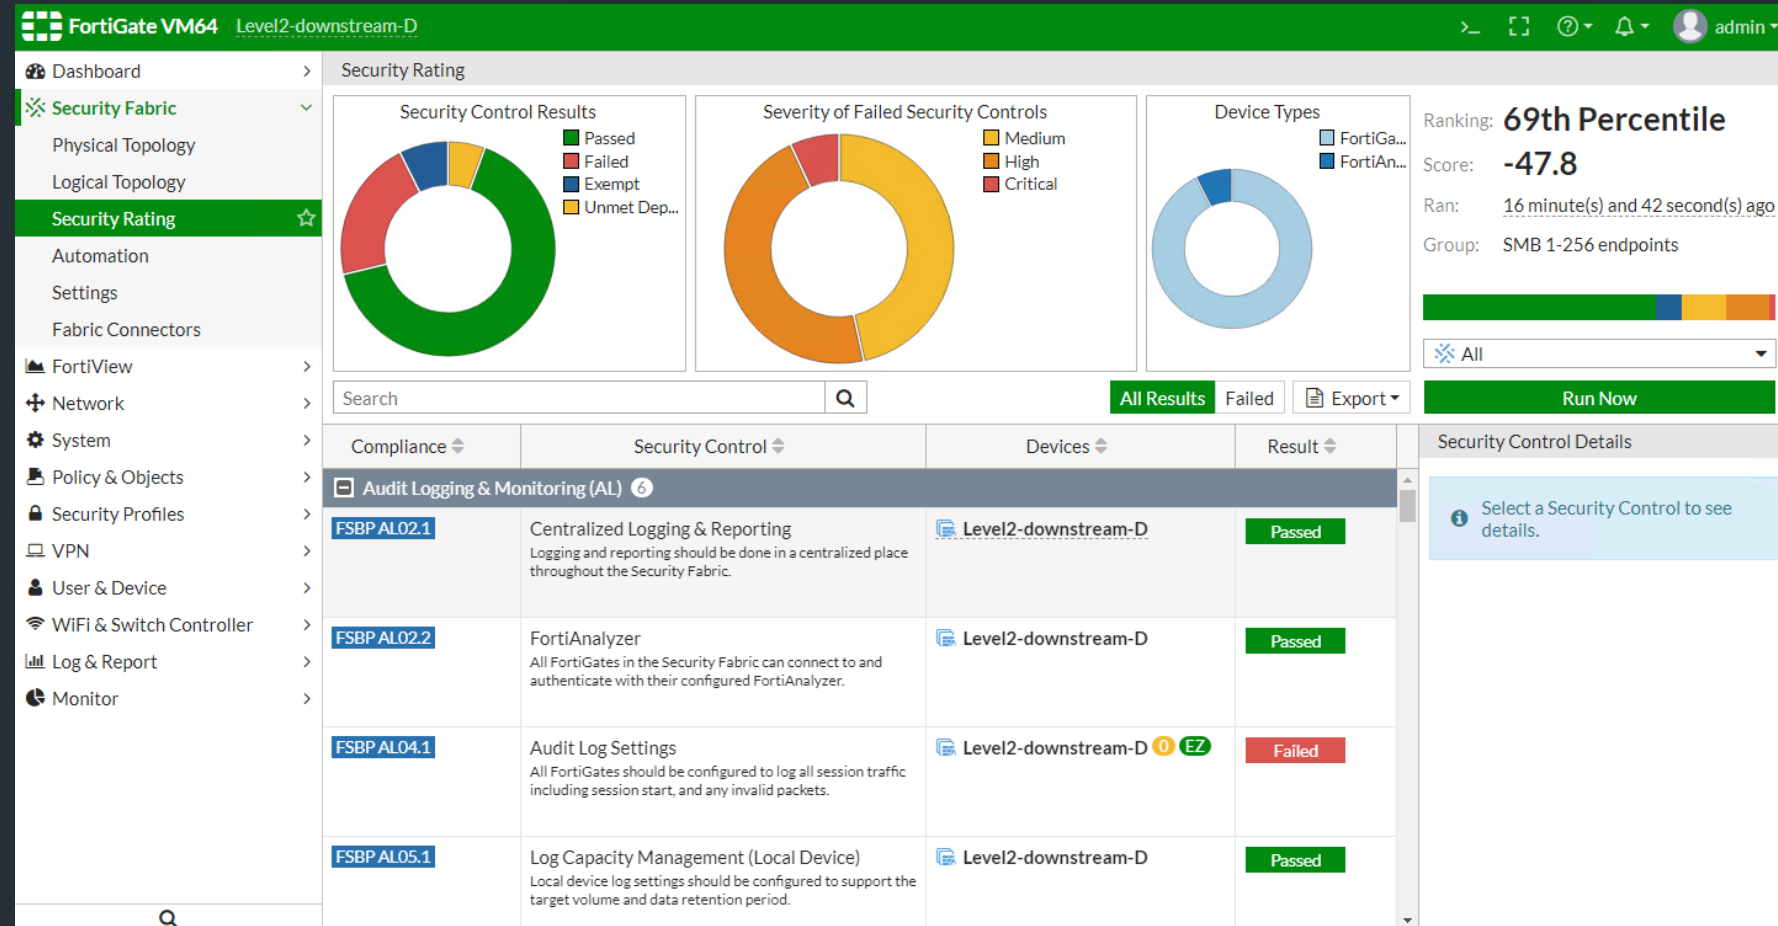 FortiGate VM64 Level2-downstream-D
>_
admin
Dashboard
Security Fabric
Physical Topology
Logical Topology
Security Rating
Automation
Settings
Fabric Connectors
FortiView
Network
System
Policy & Objects
Security Profiles
VPN
User & Device
WiFi & Switch Controller
Log & Report
Monitor
Security Rating
Security Control Results
Passed
Failed
Exempt
Unmet Dep...
Severity of Failed Security Controls
Medium
High
Critical
Device Types
FortiGa...
FortiAn...
Ranking: 69th Percentile
Score: -47.8
Ran: 16 minute(s) and 42 second(s) ago
Group: SMB 1-256 endpoints
All
Run Now
Search
All Results Failed Export
Compliance Security Control Devices Result
Audit Logging & Monitoring (AL) 6
FSBP AL02.1 Centralized Logging & Reporting Level2-downstream-D Passed
Logging and reporting should be done in a centralized place
throughout the Security Fabric.
FSBP AL02.2 FortiAnalyzer Level2-downstream-D Passed
All FortiGates in the Security Fabric can connect to and
authenticate with their configured FortiAnalyzer.
FSBP AL04.1 Audit Log Settings Level2-downstream-D 0 EZ Failed
All FortiGates should be configured to log all session traffic
including session start, and any invalid packets.
FSBP AL05.1 Log Capacity Management (Local Device) Level2-downstream-D Passed
Local device log settings should be configured to support the
target volume and data retention period.
Security Control Details
Select a Security Control to see
details.